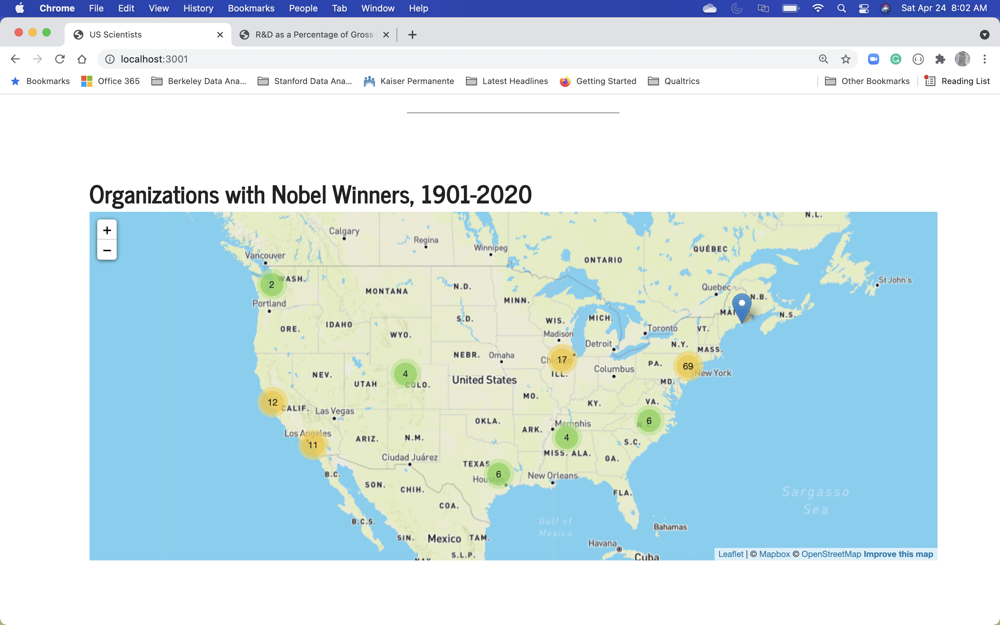 Chrome File Edit View History Bookmarks People Tab Window Help Sat Apr 24 8:02 AM
US Scientists R&D as a Percentage of Gross
localhost:3001
Bookmarks Office 365 Berkeley Data Ana... Stanford Data Ana... Kaiser Permanente Latest Headlines Getting Started Qualtrics Other Bookmarks Reading List
Organizations with Nobel Winners, 1901-2020
+
−
N.L.
Calgary
Regina
Winnipeg
QUÉBEC
Vancouver
ONTARIO
2
WASH.
St John's
N.D.
Quebec
MONTANA
N.B.
MINN.
Portland
MAI
N.S.
S.D.
WIS.
MICH.
IDAHO
ORE.
Toronto
VT.
WYO.
Madison
Detroit
N.Y.
MASS.
NEBR.
Omaha
17
PA.
69
New York
Columbus
4
ILL.
NEV.
United States
MD.
UTAH
COLO.
MO.
12
CALIF.
Las Vegas
KY.
VA.
OKLA.
6
N.C.
Memphis
ARK.
Los Angeles
ARIZ.
N.M.
4
S.C.
11
MISS.
ALA.
GA.
Ciudad Juárez
TEXAS
6
Houston
New Orleans
B.C.
SON.
CHIH.
FLA.
Sargasso
Sea
COA.
B.C.S.
Gulf of
Mexico
Bahamas
SIN.
Mexico
TAM.
Havana
S.L.P.
Cuba
Leaflet | © Mapbox © OpenStreetMap Improve this map